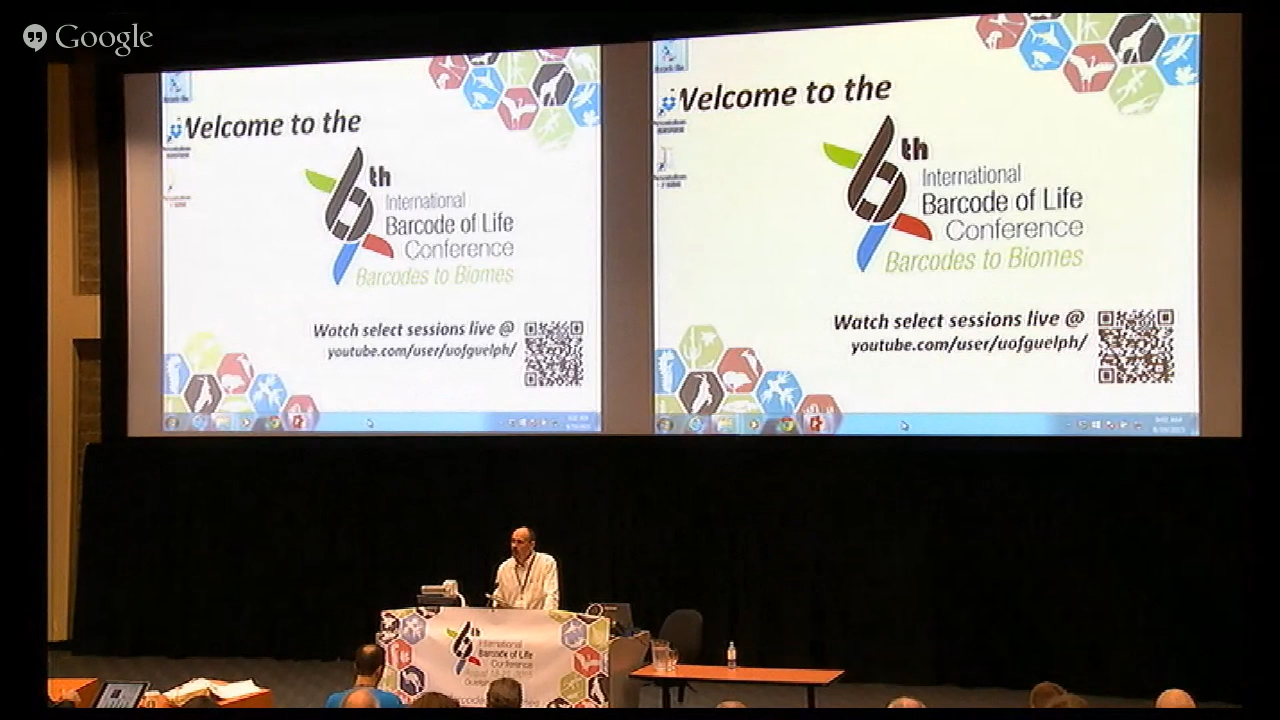 Google
Welcome to the
6th
International
Barcode of Life
Conference
Barcodes to Biomes
Watch select sessions live @
youtube.com/user/uofguelph/
Welcome to the
6th
International
Barcode of Life
Conference
Barcodes to Biomes
Watch select sessions live @
youtube.com/user/uofguelph/
6th
International
Barcode of Life
Conference